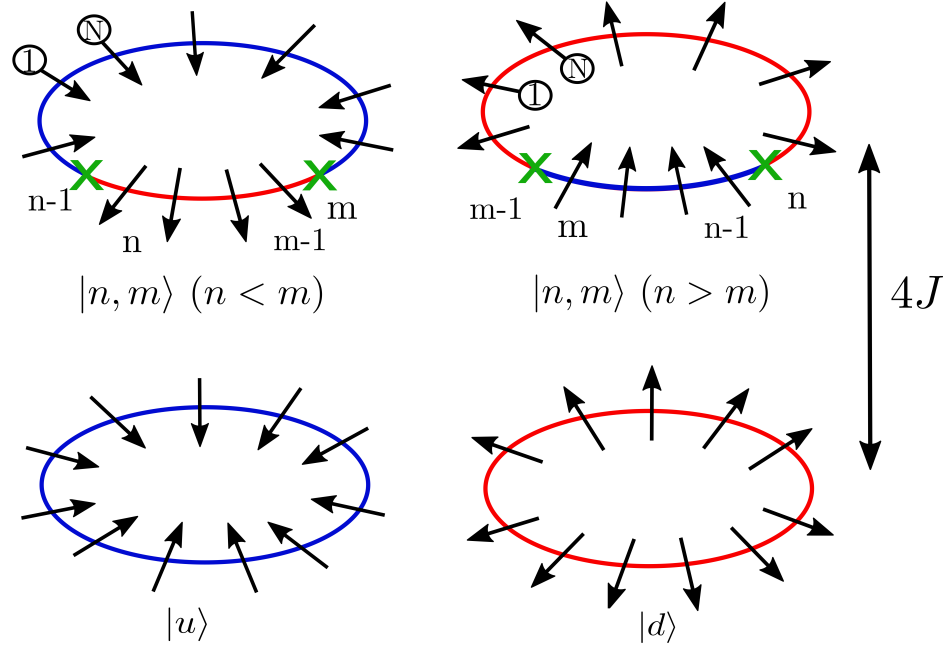 1 N
N
1
n-1 n m-1 m
m-1 m n-1 n
|n, m⟩ (n < m)
|n, m⟩ (n > m)
4J
|u⟩
|d⟩